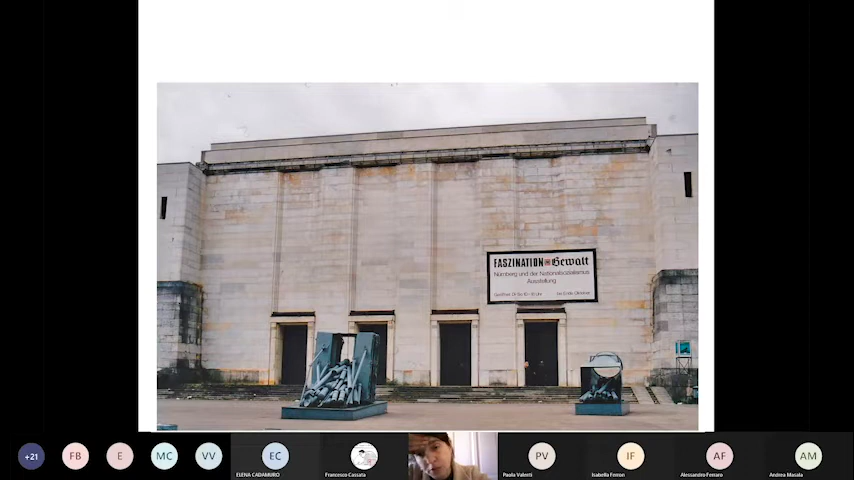 FASZINATION Gewalt
Nürnberg und der Nationalsozialismus
Ausstellung
+21
FB
E
MC
VV
EC
PV
IF
AF
AM
ELENA CADAMURO
Francesco Cassata
Paola Valenti
Isabella Ferron
Alessandro Ferraro
Andrea Masala